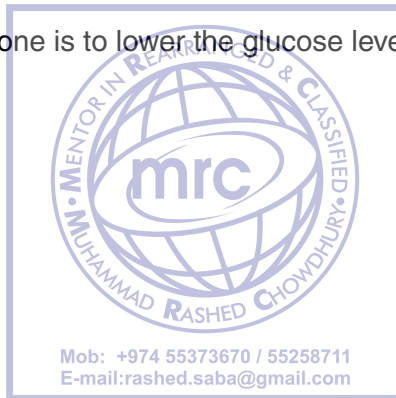 one is to lower the glucose leve
MENTOR IN REARRANGED & CLASSIFIED
mrc
MUHAMMAD RASHED CHOWDHURY
Mob: +974 55373670 / 55258711
E-mail:rashed.saba@gmail.com